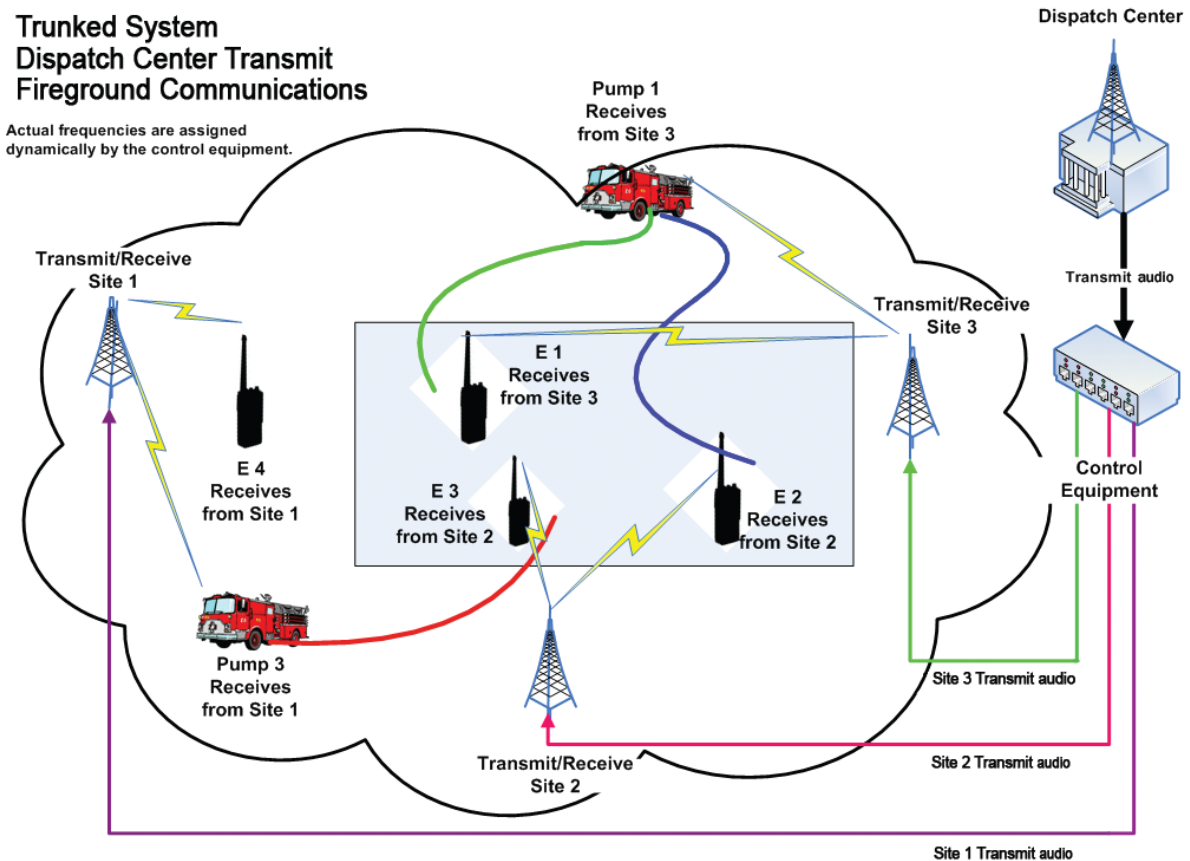 Trunked System
Dispatch Center Transmit
Fireground Communications
Actual frequencies are assigned
dynamically by the control equipment.
Dispatch Center
Pump 1
Receives
from Site 3
Transmit audio
Transmit/Receive
Site 1
Transmit/Receive
Site 3
E 1
Receives
from Site 3
E 4
Receives
from Site 1
E 3
Receives
from Site 2
E 2
Receives
from Site 2
Control
Equipment
Pump 3
Receives
from Site 1
Site 3 Transmit audio
Transmit/Receive
Site 2
Site 2 Transmit audio
Site 1 Transmit audio